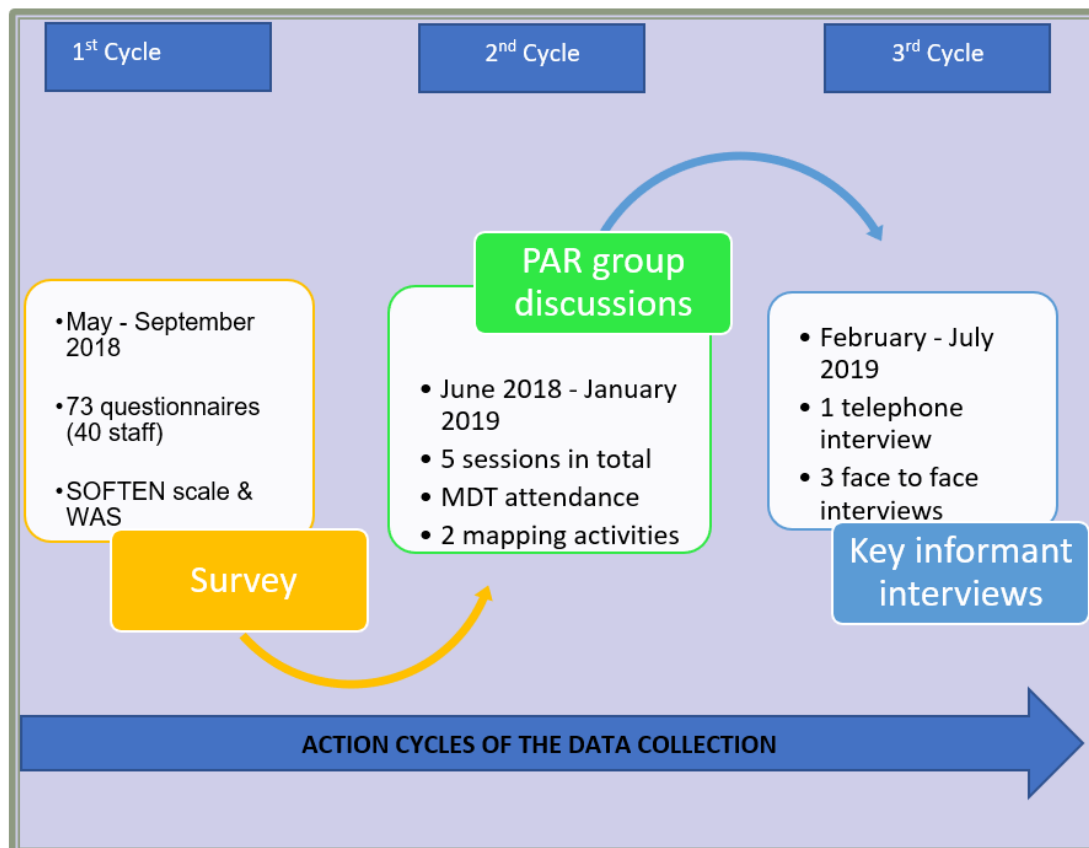 1st Cycle
2nd Cycle
3rd Cycle
•May - September
2018
•73 questionnaires
(40 staff)
•SOFTEN scale &
WAS
Survey
PAR group
discussions
• June 2018 - January
2019
• 5 sessions in total
• MDT attendance
• 2 mapping activities
• February - July
2019
• 1 telephone
interview
• 3 face to face
interviews
Key informant
interviews
ACTION CYCLES OF THE DATA COLLECTION